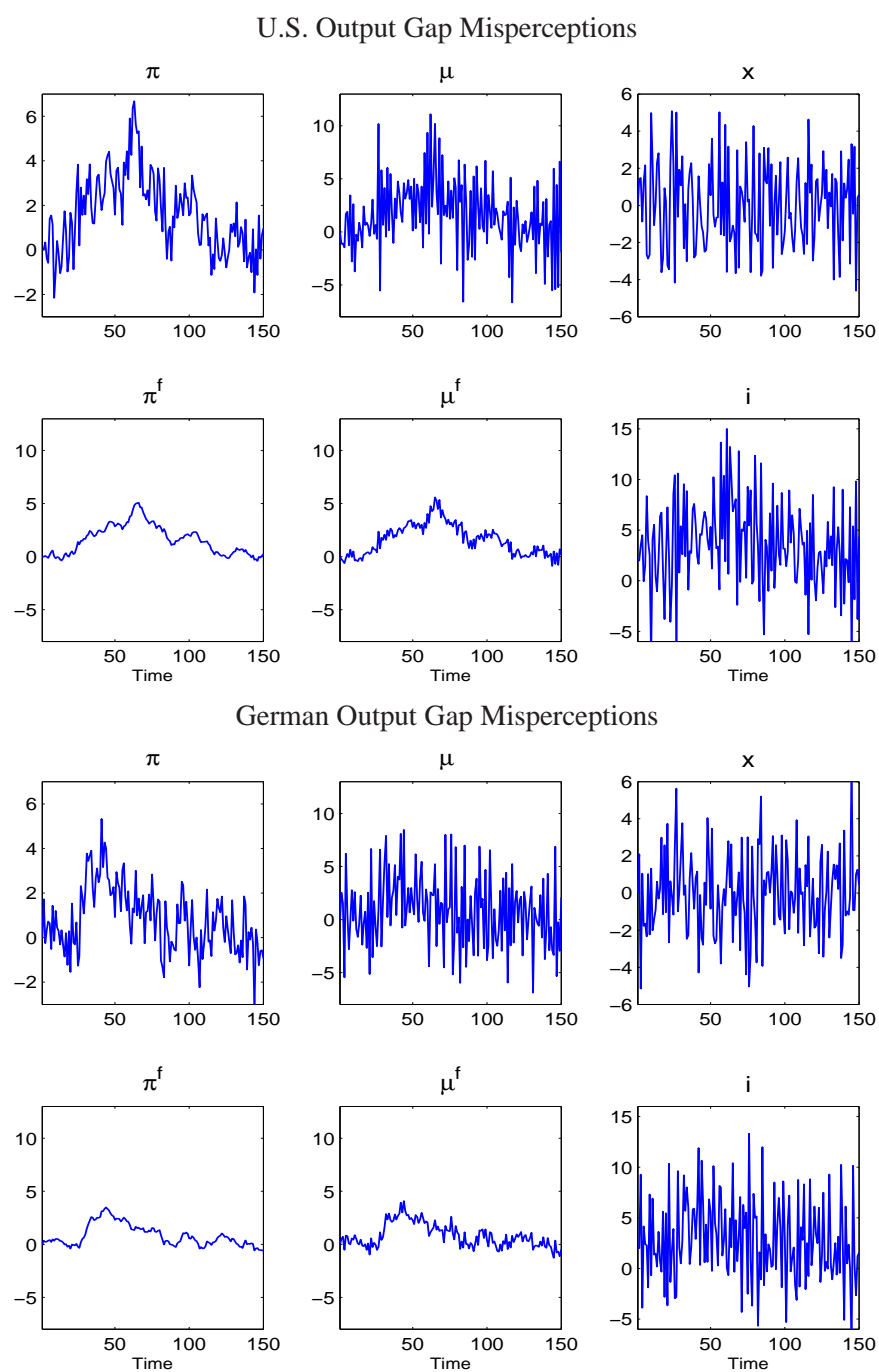 U.S. Output Gap Misperceptions
π μ x
6 4 2 0 −2
10 5 0 −5
6 4 2 0 −2 −4 −6
50 100 150 50 100 150 50 100 150
π^f μ^f i
10 5 0 −5
10 5 0 −5
15 10 5 0 −5
50 100 150 50 100 150 50 100 150
Time Time Time
German Output Gap Misperceptions
π μ x
6 4 2 0 −2
10 5 0 −5
6 4 2 0 −2 −4 −6
50 100 150 50 100 150 50 100 150
π^f μ^f i
10 5 0 −5
10 5 0 −5
15 10 5 0 −5
50 100 150 50 100 150 50 100 150
Time Time Time